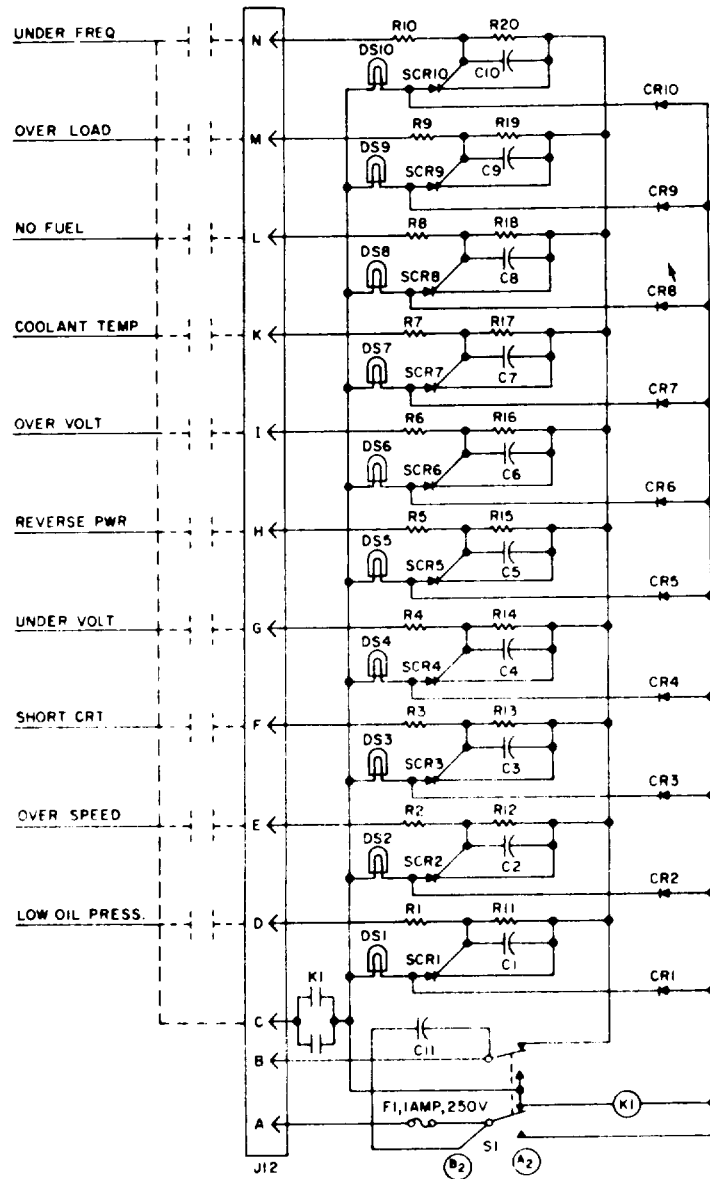 UNDER FREQ
N
R10
R20
DS10
SCR10
C10
CR10
OVER LOAD
M
R9
R19
DS9
SCR9
C9
CR9
NO FUEL
L
R8
R18
DS8
SCR8
C8
CR8
COOLANT TEMP
K
R7
R17
DS7
SCR7
C7
CR7
OVER VOLT
I
R6
R16
DS6
SCR6
C6
CR6
REVERSE PWR
H
R5
R15
DS5
SCR5
C5
CR5
UNDER VOLT
G
R4
R14
DS4
SCR4
C4
CR4
SHORT CRT
F
R3
R13
DS3
SCR3
C3
CR3
OVER SPEED
E
R2
R12
DS2
SCR2
C2
CR2
LOW OIL PRESS.
D
R1
R11
DS1
SCR1
C1
CR1
K1
C
B
C11
A
F1, 1AMP, 250V
K1
S1
B2
A2
J12